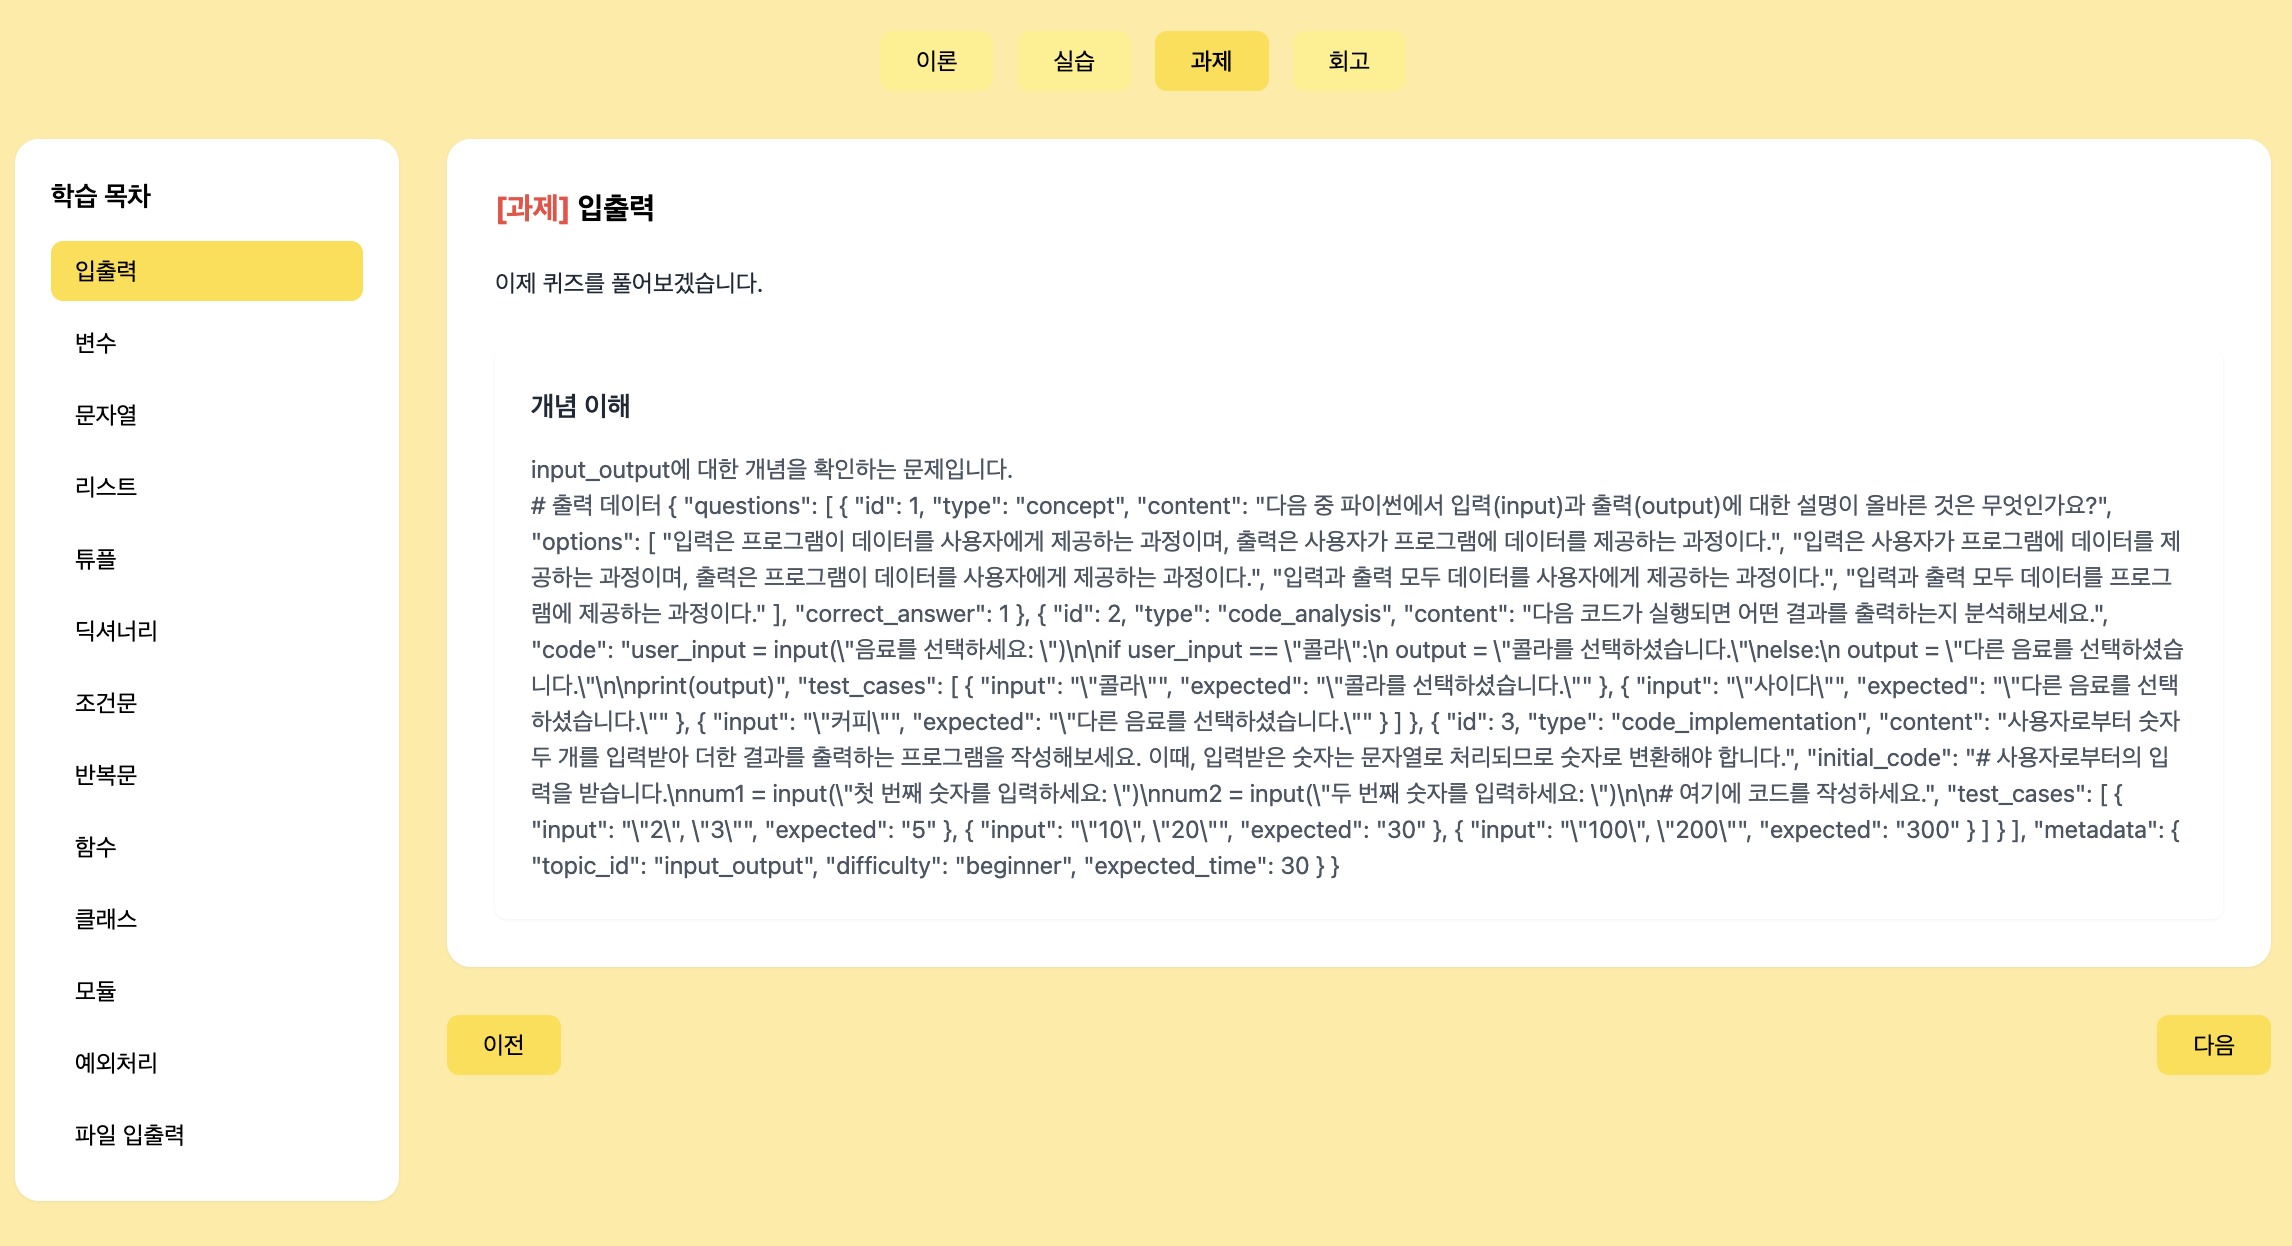 이론
실습
과제
회고
학습 목차
입출력
변수
문자열
리스트
튜플
딕셔너리
조건문
반복문
함수
클래스
모듈
예외처리
파일 입출력
[과제] 입출력
이제 퀴즈를 풀어보겠습니다.
개념 이해
input_output에 대한 개념을 확인하는 문제입니다.
# 출력 데이터 { "questions": [ { "id": 1, "type": "concept", "content": "다음 중 파이썬에서 입력(input)과 출력(output)에 대한 설명이 올바른 것은 무엇인가요?",
"options": [ "입력은 프로그램이 데이터를 사용자에게 제공하는 과정이며, 출력은 사용자가 프로그램에 데이터를 제공하는 과정이다.", "입력은 사용자가 프로그램에 데이터를 제
공하는 과정이며, 출력은 프로그램이 데이터를 사용자에게 제공하는 과정이다.", "입력과 출력 모두 데이터를 사용자에게 제공하는 과정이다.", "입력과 출력 모두 데이터를 프로그
램에 제공하는 과정이다." ], "correct_answer": 1 }, { "id": 2, "type": "code_analysis", "content": "다음 코드가 실행되면 어떤 결과를 출력하는지 분석해보세요.",
"code": "user_input = input(\"음료를 선택하세요: \")\n\nif user_input == \"콜라\":\n output = \"콜라를 선택하셨습니다.\"\nelse:\n output = \"다른 음료를 선택하셨습
니다.\"\n\nprint(output)", "test_cases": [ { "input": "\"콜라\"", "expected": "\"콜라를 선택하셨습니다.\"" }, { "input": "\"사이다\"", "expected": "\"다른 음료를 선택
하셨습니다.\"" }, { "input": "\"커피\"", "expected": "\"다른 음료를 선택하셨습니다.\"" } ] }, { "id": 3, "type": "code_implementation", "content": "사용자로부터 숫자
두 개를 입력받아 더한 결과를 출력하는 프로그램을 작성해보세요. 이때, 입력받은 숫자는 문자열로 처리되므로 숫자로 변환해야 합니다.", "initial_code": "# 사용자로부터의 입
력을 받습니다.\nnum1 = input(\"첫 번째 숫자를 입력하세요: \")\nnum2 = input(\"두 번째 숫자를 입력하세요: \")\n\n# 여기에 코드를 작성하세요.", "test_cases": [ {
"input": "\"2\", \"3\"", "expected": "5" }, { "input": "\"10\", \"20\"", "expected": "30" }, { "input": "\"100\", \"200\"", "expected": "300" } ] } ], "metadata": {
"topic_id": "input_output", "difficulty": "beginner", "expected_time": 30 } }
이전
다음